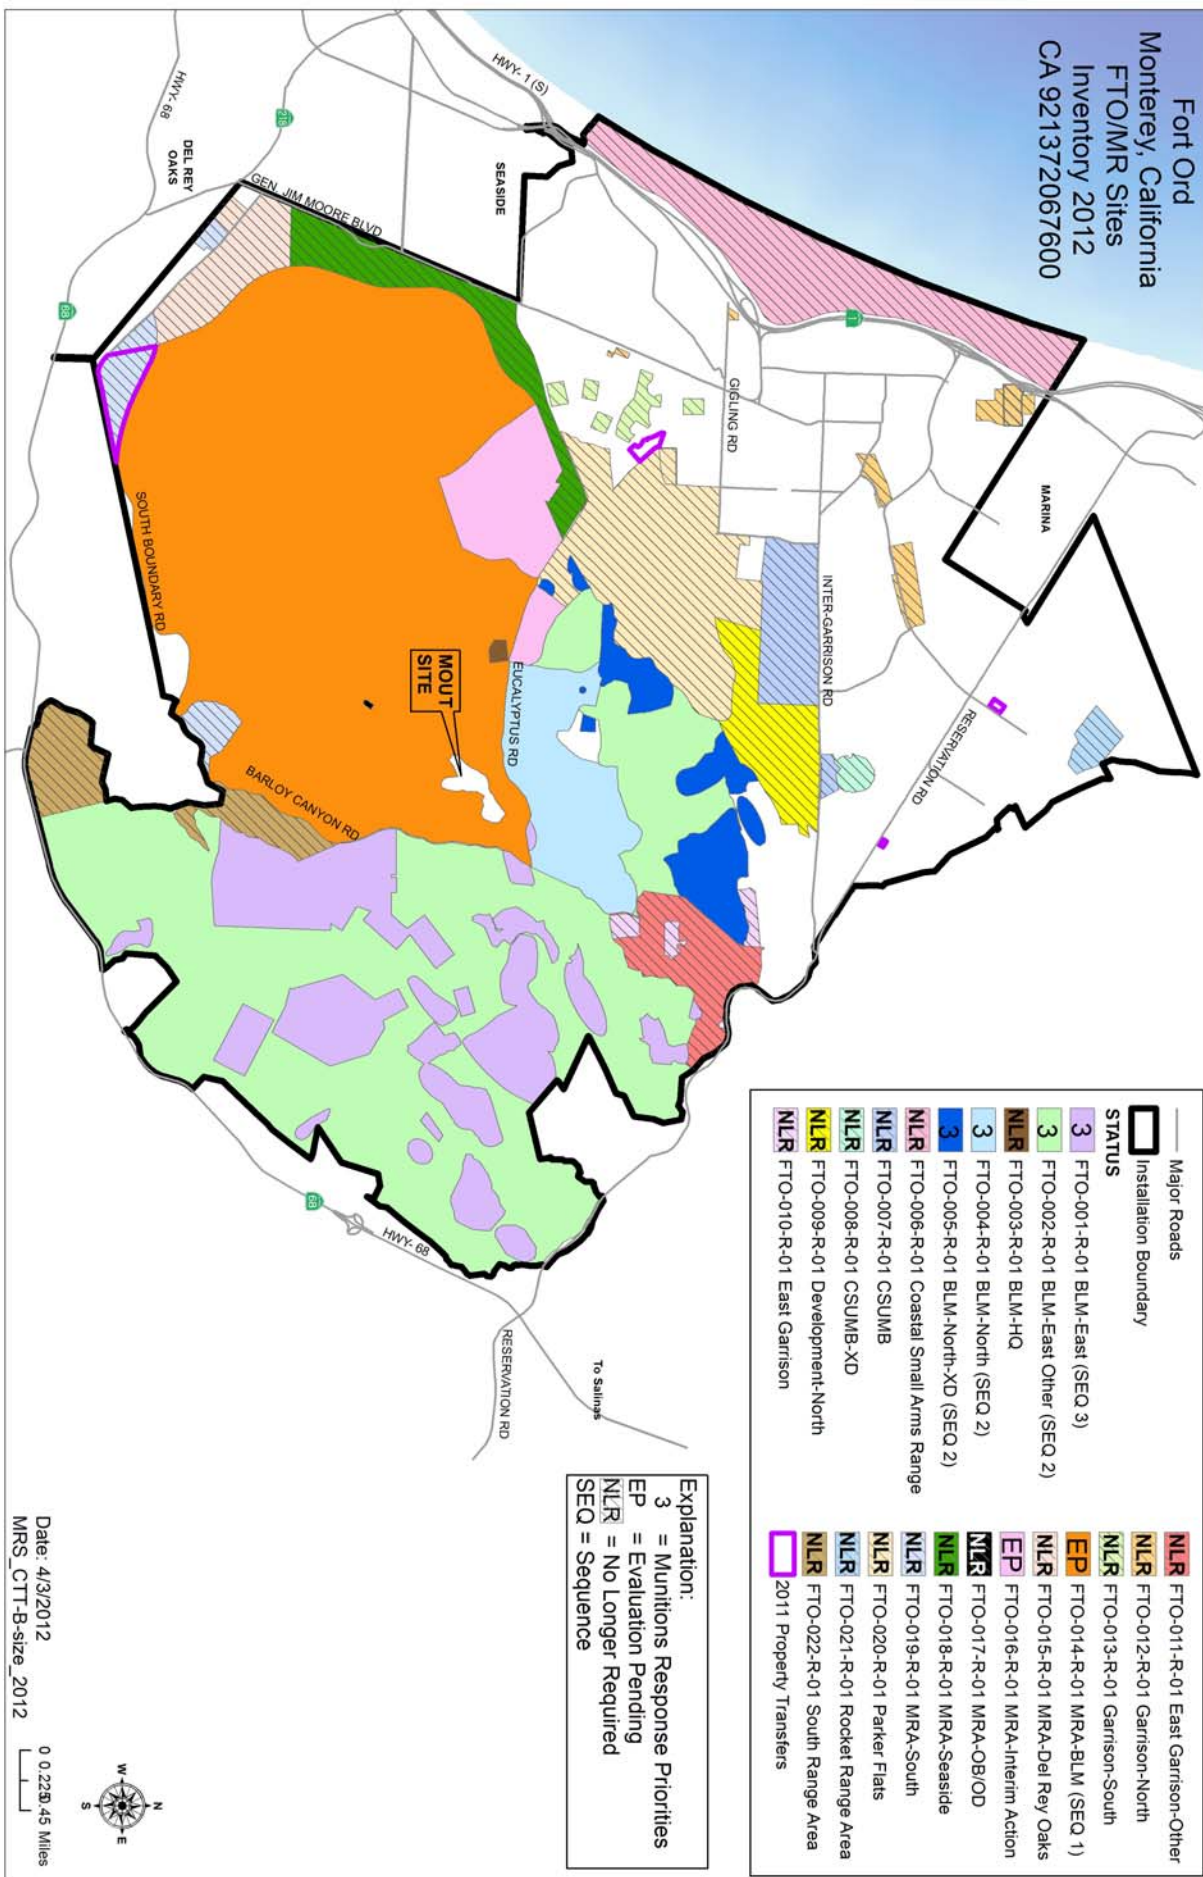 Fort Ord
Monterey, California
FTO/MR Sites
Inventory 2012
CA 921372067600
HWY- 1 (S)
HWY- 68
218
DEL REY
OAKS
SEASIDE
GEN. JIM MOORE BLVD
68
1
GIGLING RD
MARINA
INTER-GARRISON RD
RESERVATION RD
SOUTH BOUNDARY RD
EUCALYPTUS RD
MOUT
SITE
BARLOY CANYON RD
68
HWY- 68
RESERVATION RD
To Salinas
Major Roads
Installation Boundary
STATUS
3 FTO-001-R-01 BLM-East (SEQ 3)
3 FTO-002-R-01 BLM-East Other (SEQ 2)
NLR FTO-003-R-01 BLM-HQ
3 FTO-004-R-01 BLM-North (SEQ 2)
3 FTO-005-R-01 BLM-North-XD (SEQ 2)
NLR FTO-006-R-01 Coastal Small Arms Range
NLR FTO-007-R-01 CSUMB
NLR FTO-008-R-01 CSUMB-XD
NLR FTO-009-R-01 Development-North
NLR FTO-010-R-01 East Garrison
NLR FTO-011-R-01 East Garrison-Other
NLR FTO-012-R-01 Garrison-North
NLR FTO-013-R-01 Garrison-South
EP FTO-014-R-01 MRA-BLM (SEQ 1)
NLR FTO-015-R-01 MRA-Del Rey Oaks
EP FTO-016-R-01 MRA-Interim Action
NLR FTO-017-R-01 MRA-OB/OD
NLR FTO-018-R-01 MRA-Seaside
NLR FTO-019-R-01 MRA-South
NLR FTO-020-R-01 Parker Flats
NLR FTO-021-R-01 Rocket Range Area
NLR FTO-022-R-01 South Range Area
2011 Property Transfers
Explanation:
3 = Munitions Response Priorities
EP = Evaluation Pending
NLR = No Longer Required
SEQ = Sequence
N
W
E
S
Date: 4/3/2012
MRS_CTT-B-size_2012
0 0.225 0.45 Miles